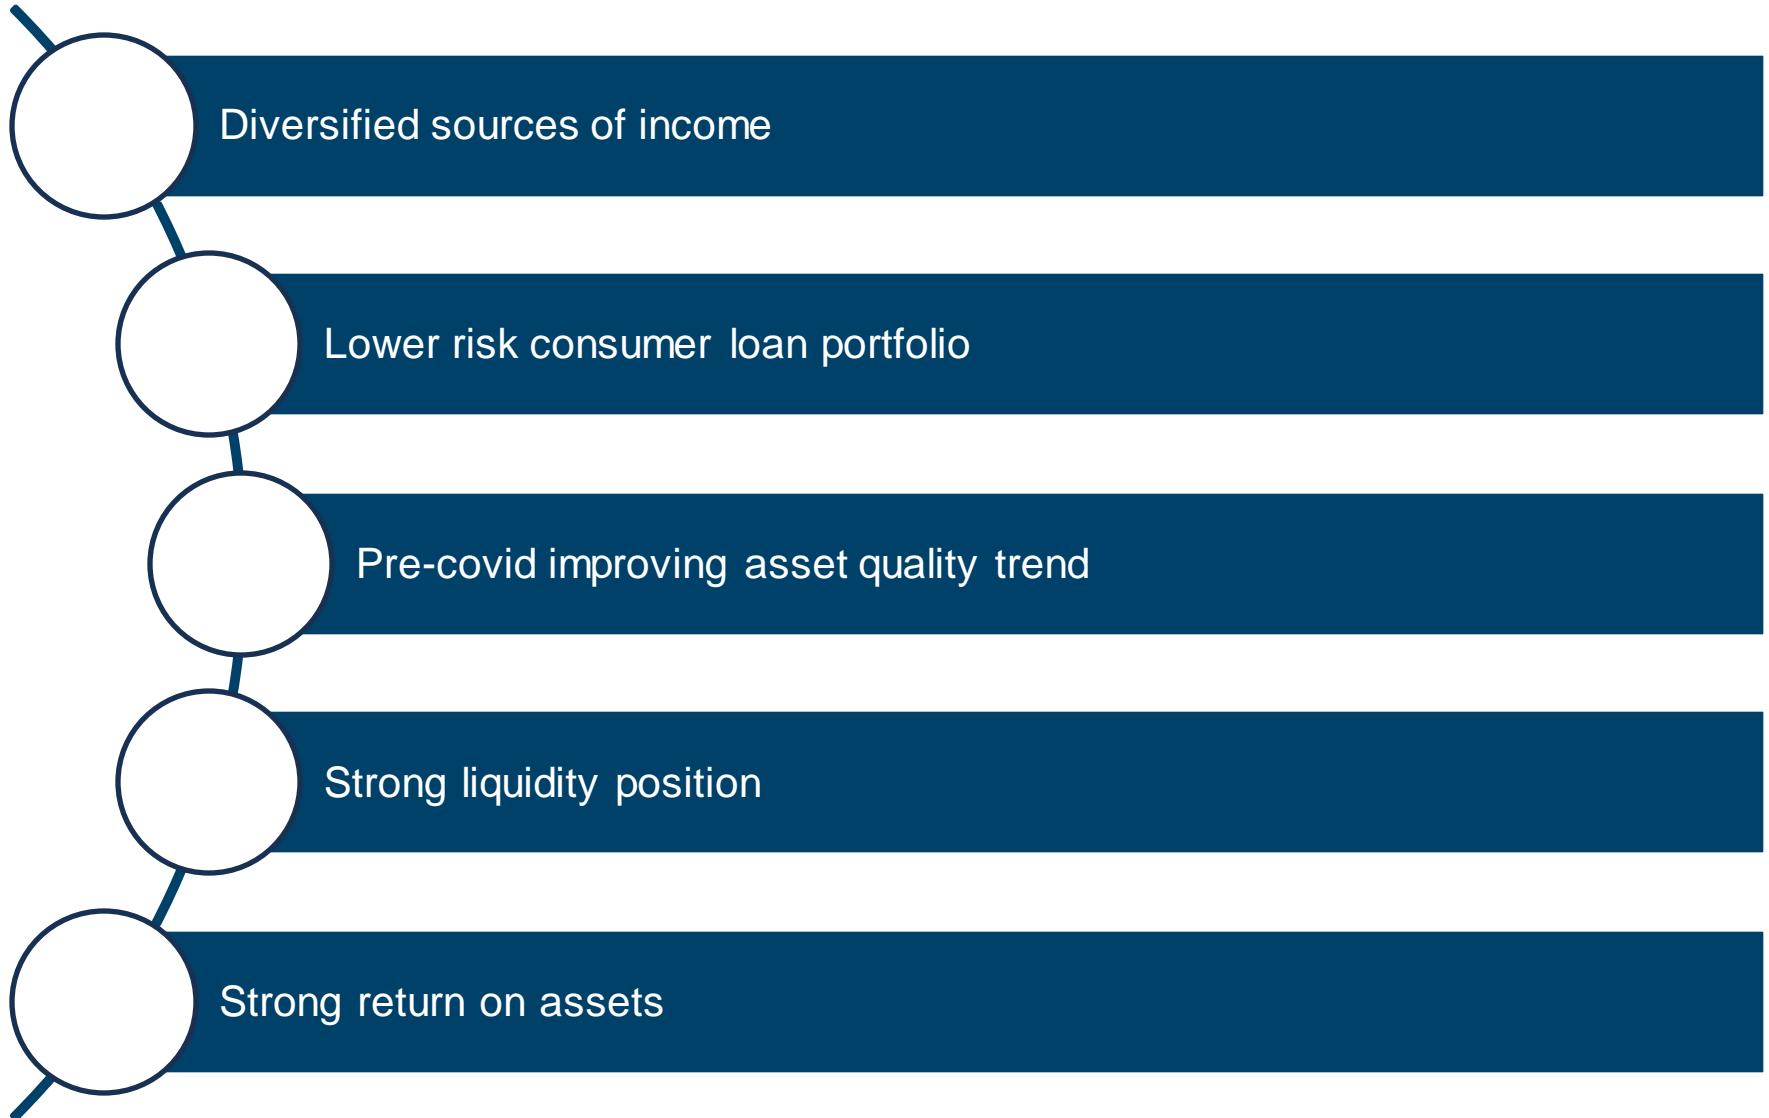 Diversified sources of income
Lower risk consumer loan portfolio
Pre-covid improving asset quality trend
Strong liquidity position
Strong return on assets